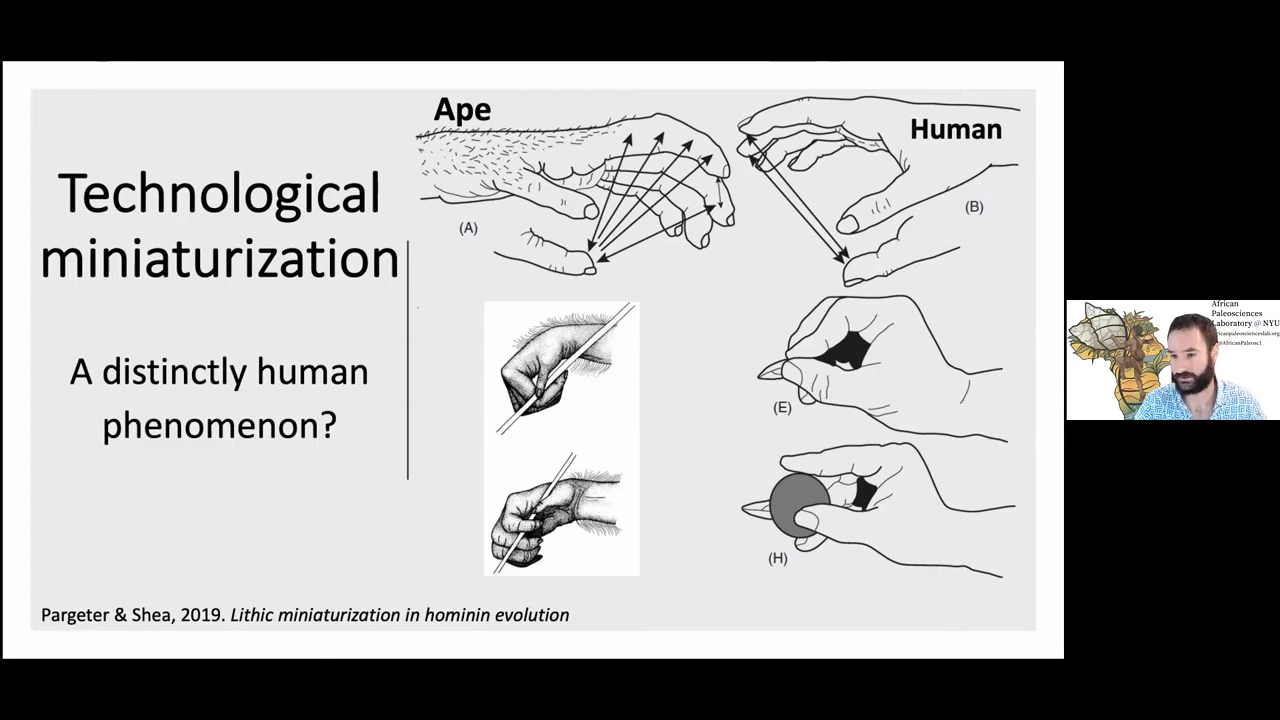 Technological
miniaturization
A distinctly human
phenomenon?
Ape
Human
(A)
(B)
(E)
(H)
Pargeter & Shea, 2019. Lithic miniaturization in hominin evolution
African
Paleosciences
Laboratory @ NYU